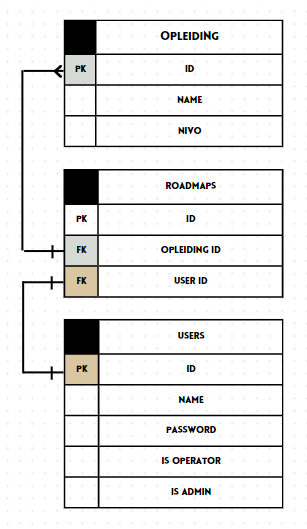 OPLEIDING
PK ID
NAME
NIVO
ROADMAPS
PK ID
FK OPLEIDING ID
FK USER ID
USERS
PK ID
NAME
PASSWORD
IS OPERATOR
IS ADMIN